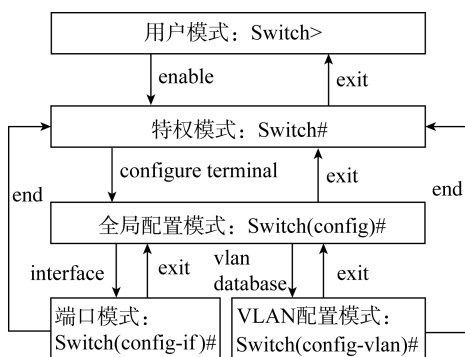 用户模式：Switch>
enable
exit
特权模式：Switch#
end
configure terminal
exit
end
全局配置模式：Switch(config)#
interface
exit
vlan
database
exit
端口模式：
Switch(config-if)#
VLAN配置模式：
Switch(config-vlan)#